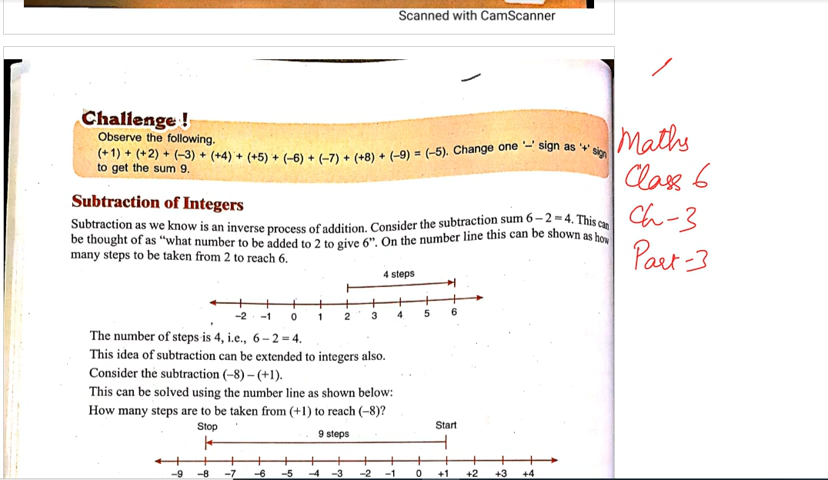 Scanned with CamScanner
Challenge !
Observe the following.
(+1) + (+2) + (–3) + (+4) + (+5) + (–6) + (–7) + (+8) + (–9) = (–5). Change one '–' sign as '+' sign
to get the sum 9.
Maths
Class 6
Ch-3
Part-3
Subtraction of Integers
Subtraction as we know is an inverse process of addition. Consider the subtraction sum 6 – 2 = 4. This can
be thought of as “what number to be added to 2 to give 6”. On the number line this can be shown as how
many steps to be taken from 2 to reach 6.
4 steps
–2 –1 0 1 2 3 4 5 6
The number of steps is 4, i.e., 6 – 2 = 4.
This idea of subtraction can be extended to integers also.
Consider the subtraction (–8) – (+1).
This can be solved using the number line as shown below:
How many steps are to be taken from (+1) to reach (–8)?
Stop 9 steps Start
–9 –8 –7 –6 –5 –4 –3 –2 –1 0 +1 +2 +3 +4